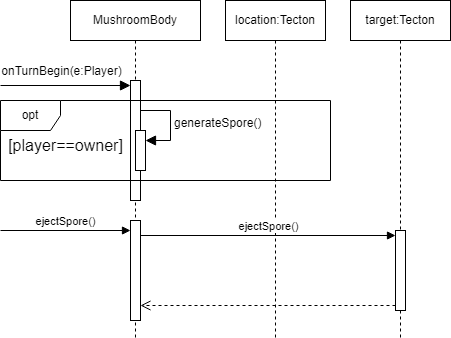 MushroomBody
location:Tecton
target:Tecton
onTurnBegin(e:Player)
opt
generateSpore()
[player==owner]
ejectSpore()
ejectSpore()